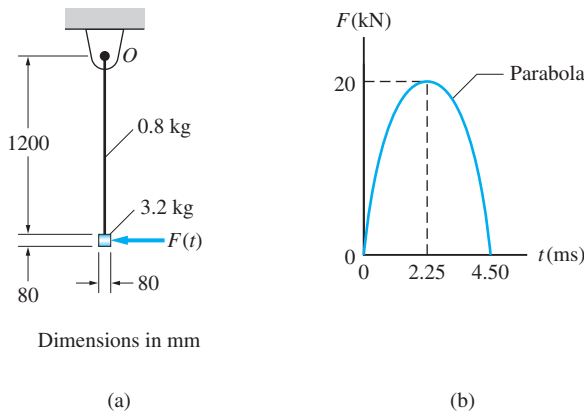 O
1200
0.8 kg
3.2 kg
F(t)
80
80
Dimensions in mm
(a)
F(kN)
20
Parabola
0
0
2.25
4.50
t(ms)
(b)